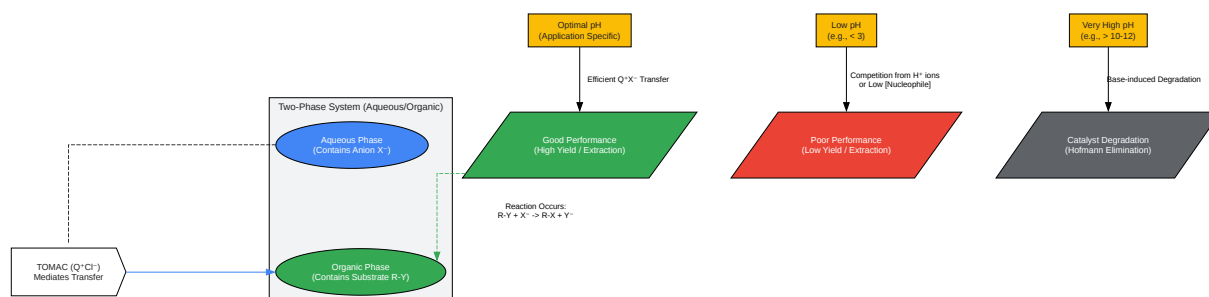 Optimal pH
(Application Specific)
Low pH
(e.g., < 3)
Very High pH
(e.g., > 10-12)
Efficient Q⁺X⁻ Transfer
Competition from H⁺ ions
or Low [Nucleophile]
Base-induced Degradation
Two-Phase System (Aqueous/Organic)
Aqueous Phase
(Contains Anion X⁻)
Good Performance
(High Yield / Extraction)
Poor Performance
(Low Yield / Extraction)
Catalyst Degradation
(Hofmann Elimination)
Reaction Occurs:
R-Y + X⁻ -> R-X + Y⁻
TOMAC (Q⁺Cl⁻)
Mediates Transfer
Organic Phase
(Contains Substrate R-Y)